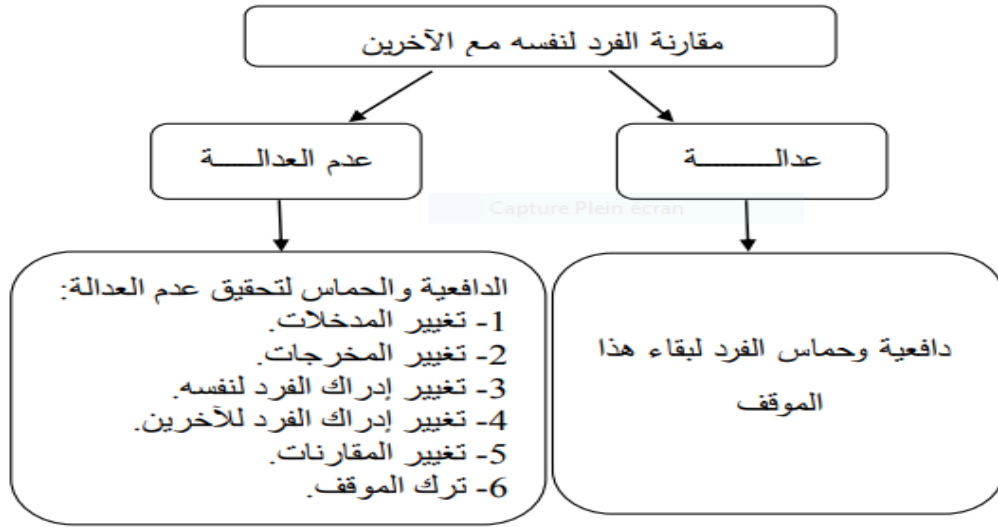 مقارنة الفرد لنفسه مع الآخرين
عدالـــــــــة
عدم العدالـــــة
Capture Plein écran
دافعية وحماس الفرد لبقاء هذا
الموقف
الدافعية والحماس لتحقيق عدم العدالة:
1- تغيير المدخلات.
2- تغيير المخرجات.
3- تغيير إدراك الفرد لنفسه.
4- تغيير إدراك الفرد للآخرين.
5- تغيير المقارنات.
6- ترك الموقف.